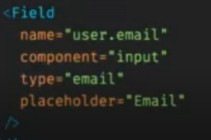 <Field
name="user.email"
component="input"
type="email"
placeholder="Email"
/>